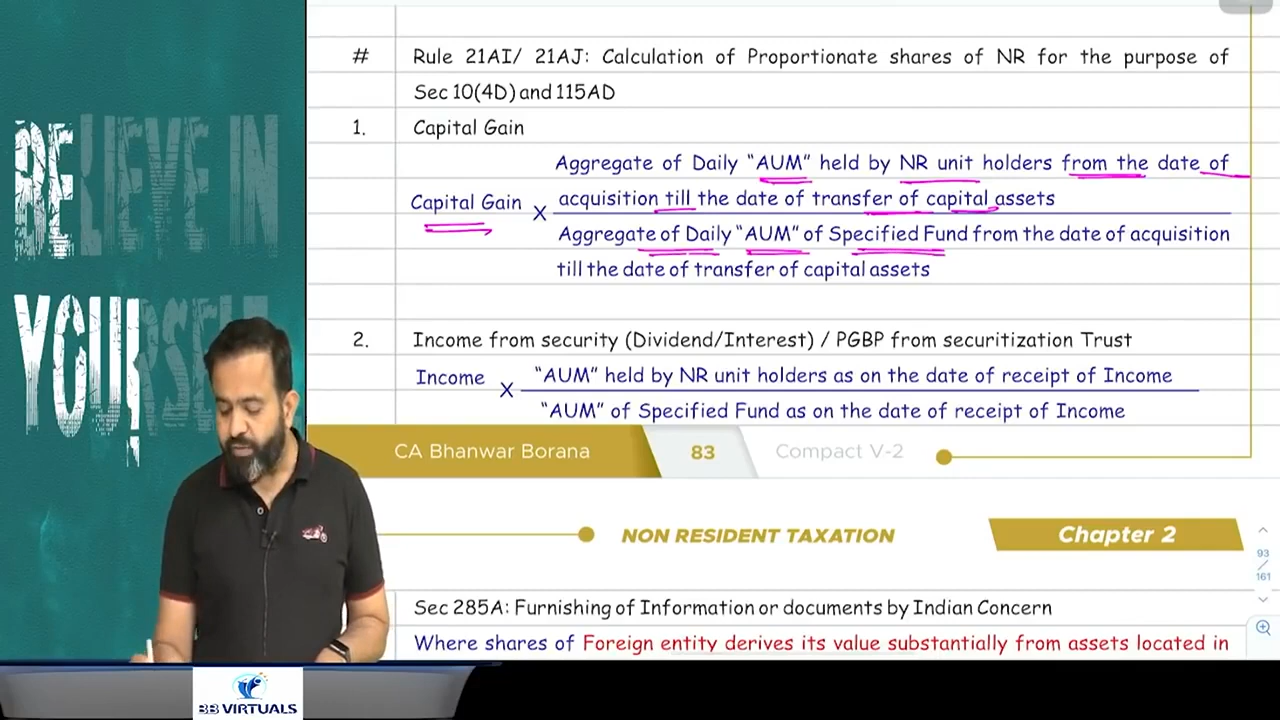 BELIEVE IN
YOURSELF
# Rule 21AI/ 21AJ: Calculation of Proportionate shares of NR for the purpose of
Sec 10(4D) and 115AD
1. Capital Gain
Aggregate of Daily “AUM” held by NR unit holders from the date of
acquisition till the date of transfer of capital assets
Capital Gain X
Aggregate of Daily “AUM” of Specified Fund from the date of acquisition
till the date of transfer of capital assets
2. Income from security (Dividend/Interest) / PGBP from securitization Trust
“AUM” held by NR unit holders as on the date of receipt of Income
Income X
“AUM” of Specified Fund as on the date of receipt of Income
CA Bhanwar Borana 83 Compact V-2
NON RESIDENT TAXATION Chapter 2
93
/
161
Sec 285A: Furnishing of Information or documents by Indian Concern
Where shares of Foreign entity derives its value substantially from assets located in
BB VIRTUALS